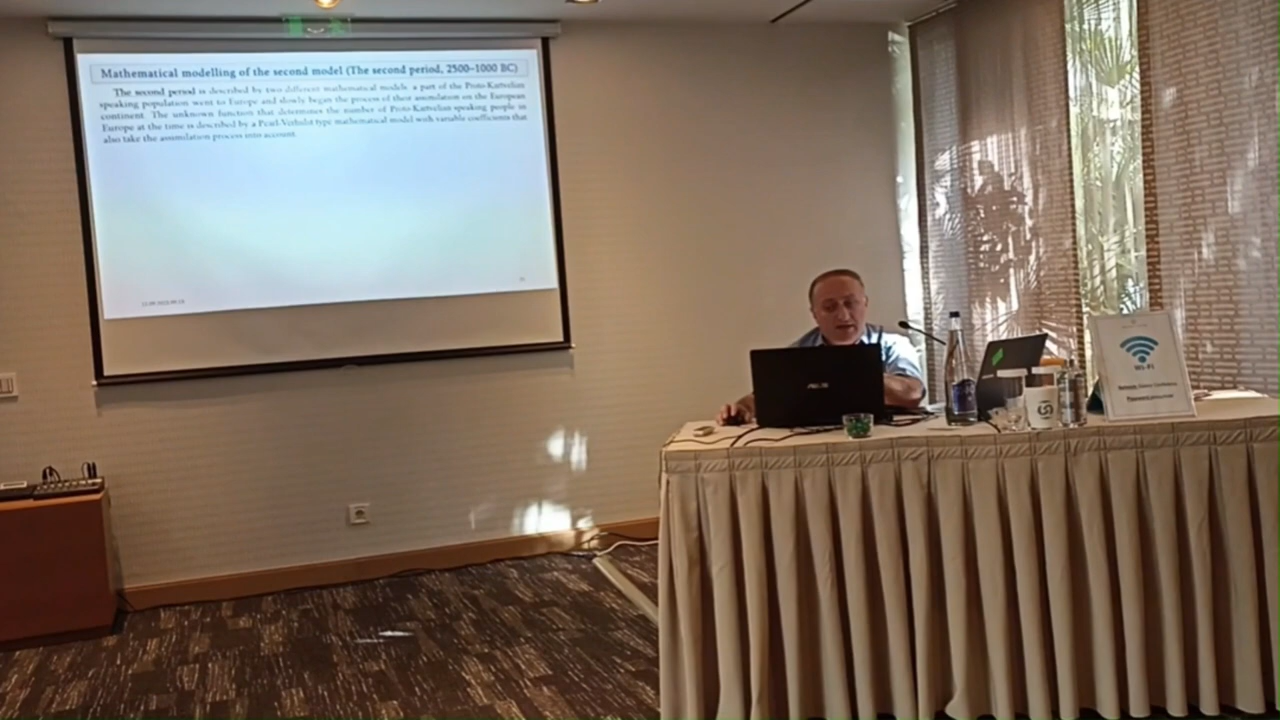 Mathematical modelling of the second model (The second period, 2500–1000 BC)
The second period is described by two different mathematical models: a part of the Proto-Kartvelian
speaking population went to Europe and slowly began the process of their assimilation on the European
continent. The unknown function that determines the number of Proto-Kartvelian speaking people in
Europe at the time is described by a Pearl-Verhulst type mathematical model with variable coefficients that
also take the assimilation process into account.
ASUS
Wi-Fi